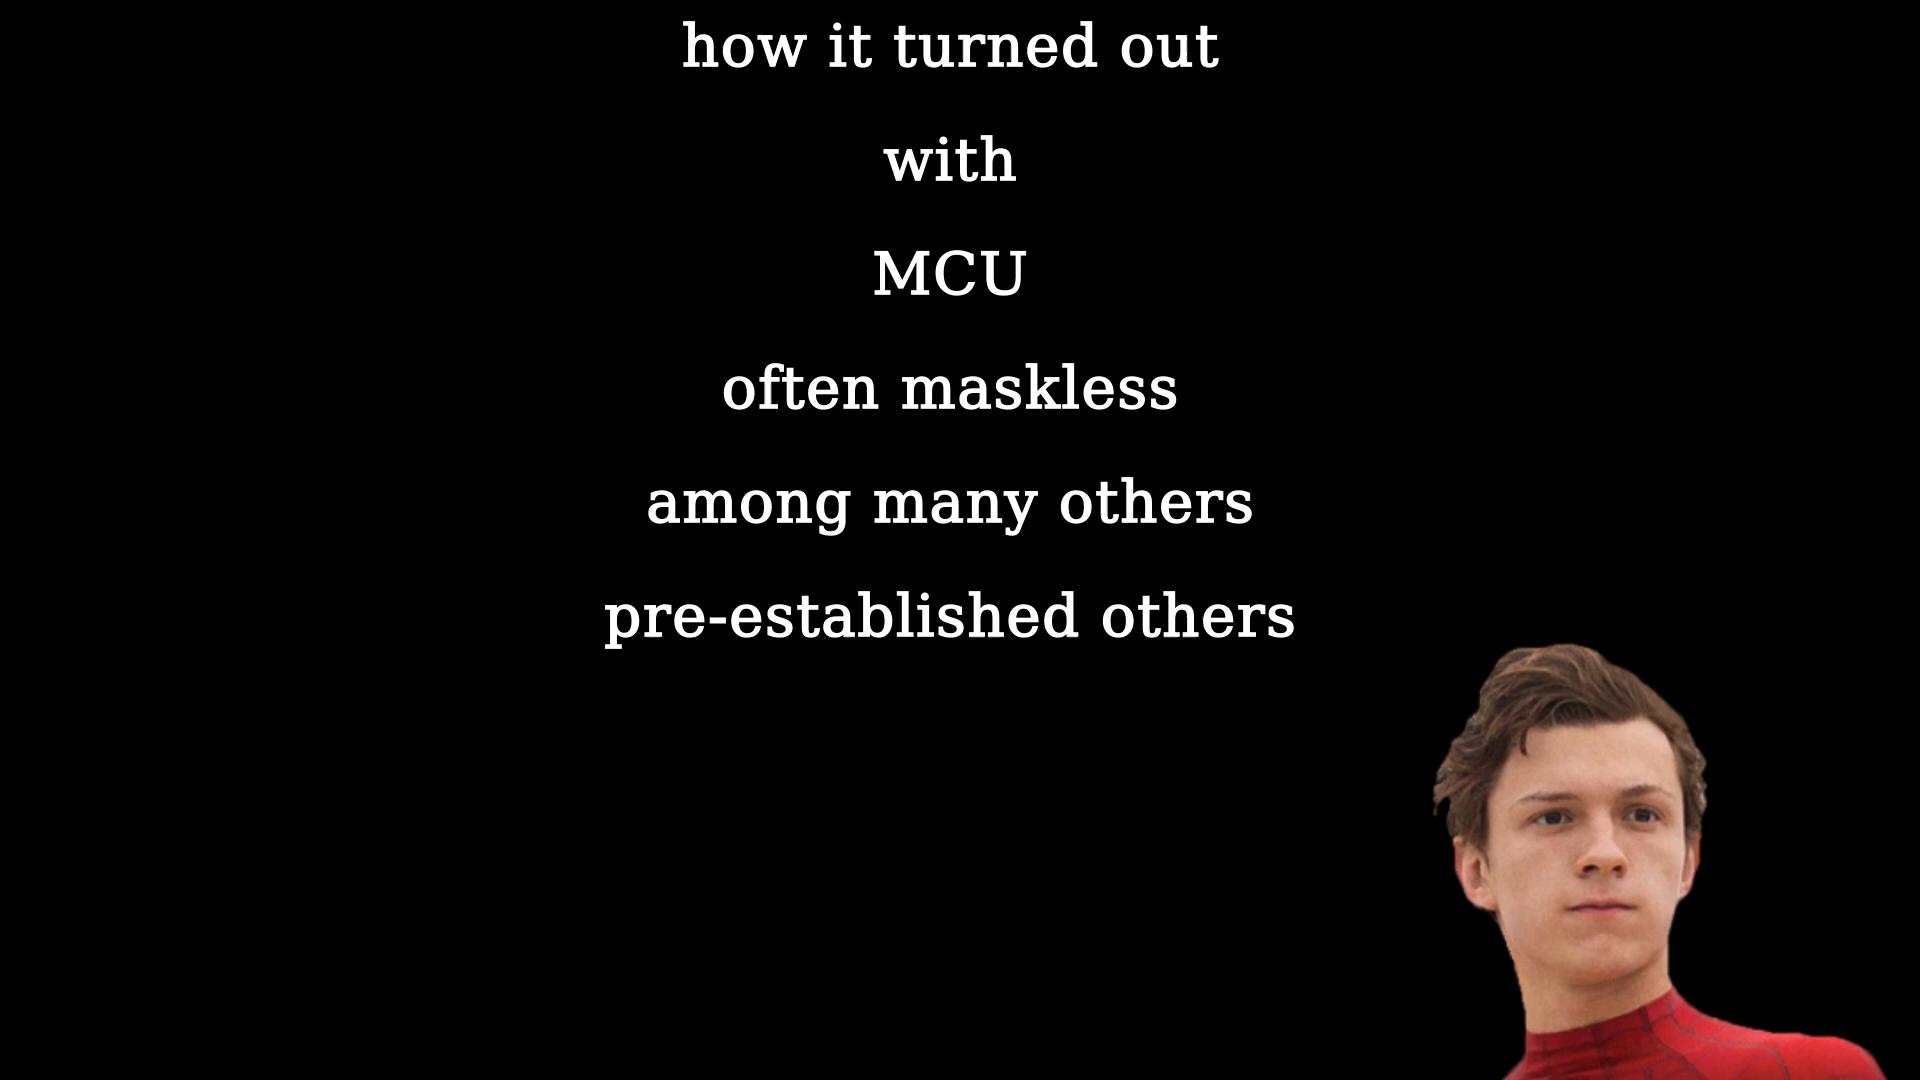 how it turned out
with
MCU
often maskless
among many others
pre-established others